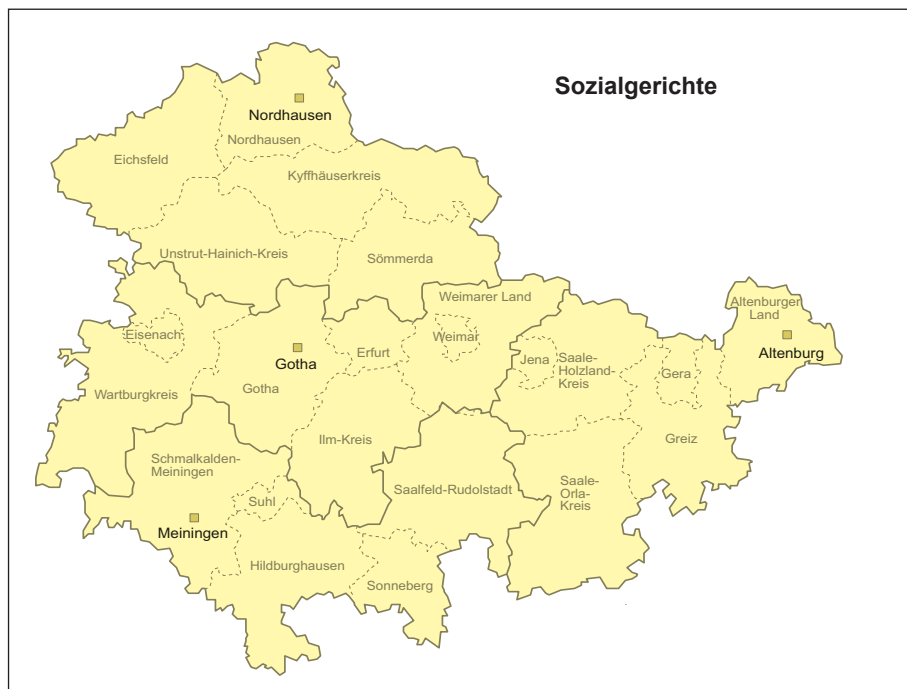 Sozialgerichte
Nordhausen
Nordhausen
Eichsfeld
Kyffhäuserkreis
Unstrut-Hainich-Kreis
Sömmerda
Weimarer Land
Altenburger
Land
Eisenach
Erfurt
Weimar
Gotha
Altenburg
Jena
Saale-
Holzland-
Kreis
Gera
Wartburgkreis
Gotha
Ilm-Kreis
Greiz
Schmalkalden-
Meiningen
Saalfeld-Rudolstadt
Saale-
Orla-
Kreis
Suhl
Meiningen
Hildburghausen
Sonneberg